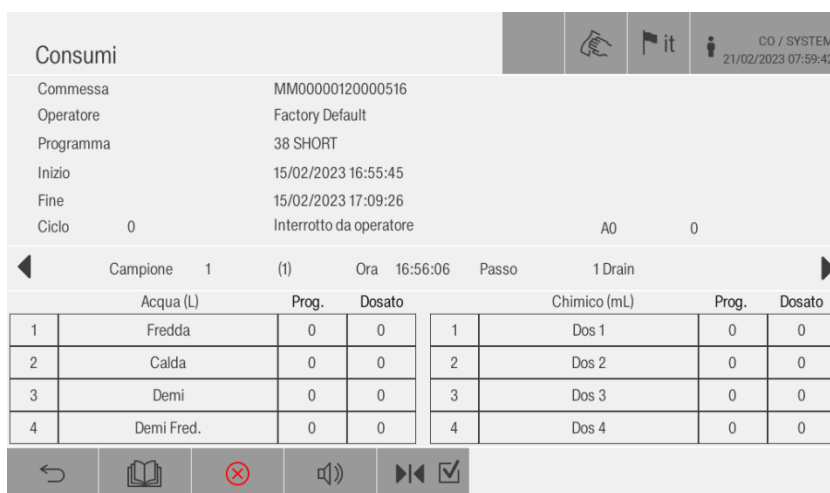 Consumi
it
CO / SYSTEM
21/02/2023 07:59:42
Commessa MM00000120000516
Operatore Factory Default
Programma 38 SHORT
Inizio 15/02/2023 16:55:45
Fine 15/02/2023 17:09:26
Ciclo 0 Interrotto da operatore A0 0
Campione 1 (1) Ora 16:56:06 Passo 1 Drain
Acqua (L) Prog. Dosato Chimico (mL) Prog. Dosato
1 Fredda 0 0 1 Dos 1 0 0
2 Calda 0 0 2 Dos 2 0 0
3 Demi 0 0 3 Dos 3 0 0
4 Demi Fred. 0 0 4 Dos 4 0 0